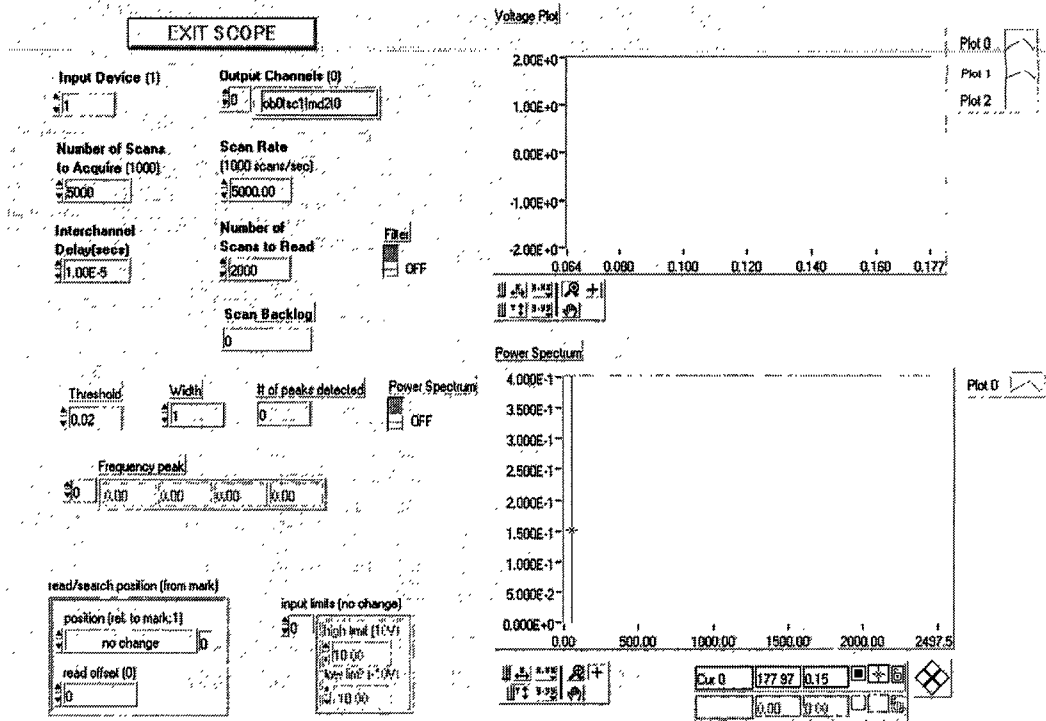 EXIT SCOPE
Input Device (1)
1
Output Channels (0)
0
ob0!sc1!md2!0
Number of Scans
to Acquire (1000)
5000
Scan Rate
(1000 scans/sec)
5000.00
Interchannel
Delay(secs)
1.00E-5
Number of
Scans to Read
2000
Filter
OFF
Scan Backlog
0
Threshold
0.02
Width
1
# of peaks detected
0
Power Spectrum
OFF
Frequency peak
0 0.00 0.00 0.00 0.00
read/search position (from mark)
position (rel. to mark:1)
no change 0
read offset (0)
0
input limits (no change)
0
high limit (10V)
10.00
low limit (-10V)
-10.00
Voltage Plot
Plot 0
Plot 1
Plot 2
2.00E+0
1.00E+0
0.00E+0
-1.00E+0
-2.00E+0
0.064 0.080 0.100 0.120 0.140 0.160 0.177
Power Spectrum
Plot 0
4.000E-1
3.500E-1
3.000E-1
2.500E-1
2.000E-1
1.500E-1
1.000E-1
5.000E-2
0.000E+0
0.00 500.00 1000.00 1500.00 2000.00 2497.5
Cur 0 177.97 0.15
0.00 0.00